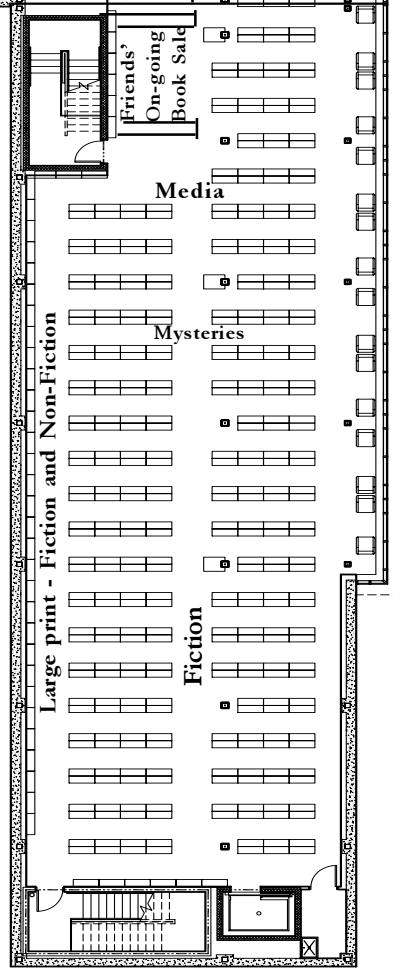 Friends'
On-going
Book Sale
Media
Mysteries
Large print - Fiction and Non-Fiction
Fiction